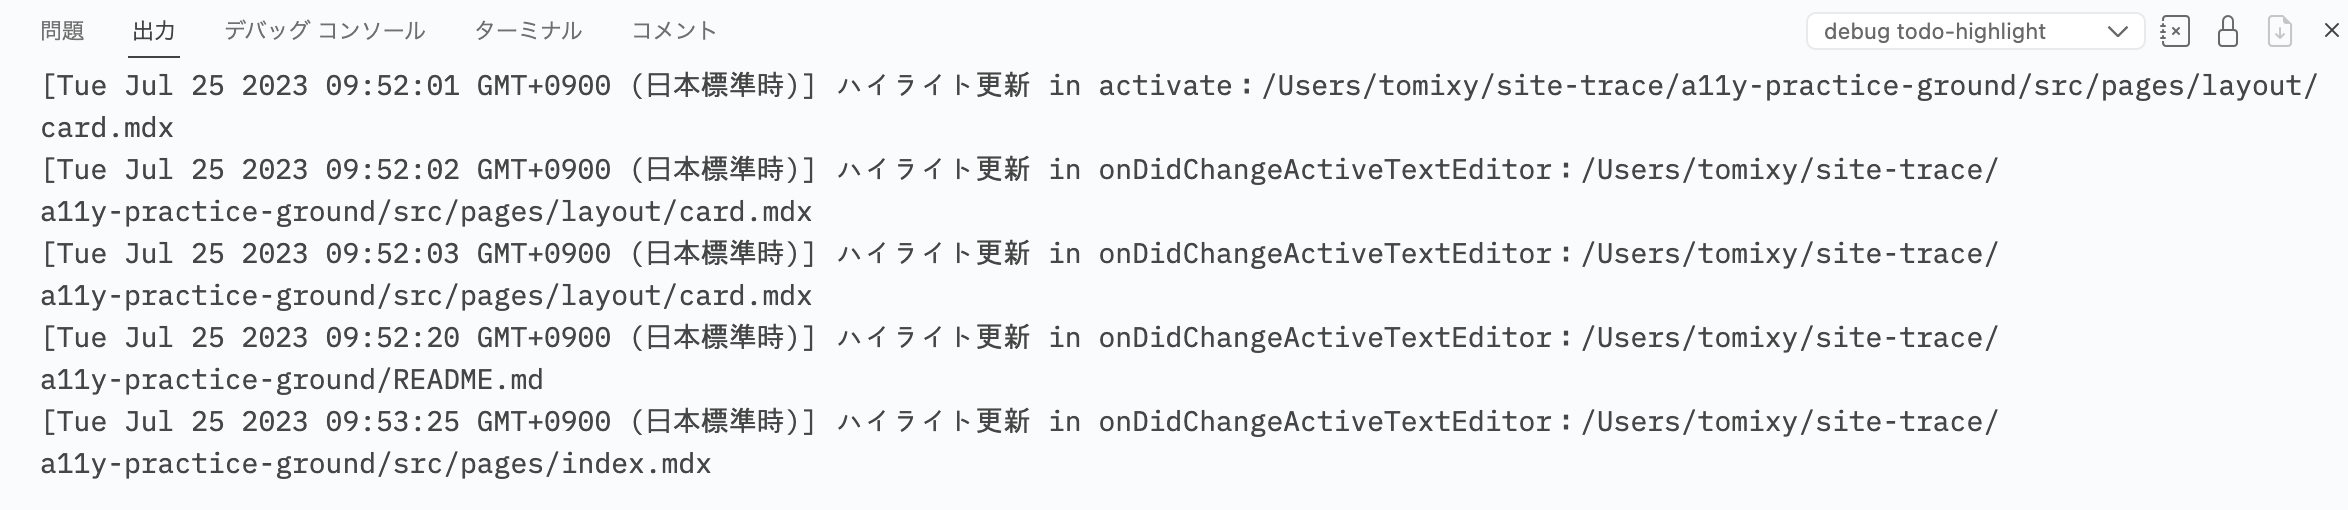 問題 出力 デバッグ コンソール ターミナル コメント debug todo-highlight
[Tue Jul 25 2023 09:52:01 GMT+0900 (日本標準時)] ハイライト更新 in activate：/Users/tomixy/site-trace/a11y-practice-ground/src/pages/layout/
card.mdx
[Tue Jul 25 2023 09:52:02 GMT+0900 (日本標準時)] ハイライト更新 in onDidChangeActiveTextEditor：/Users/tomixy/site-trace/
a11y-practice-ground/src/pages/layout/card.mdx
[Tue Jul 25 2023 09:52:03 GMT+0900 (日本標準時)] ハイライト更新 in onDidChangeActiveTextEditor：/Users/tomixy/site-trace/
a11y-practice-ground/src/pages/layout/card.mdx
[Tue Jul 25 2023 09:52:20 GMT+0900 (日本標準時)] ハイライト更新 in onDidChangeActiveTextEditor：/Users/tomixy/site-trace/
a11y-practice-ground/README.md
[Tue Jul 25 2023 09:53:25 GMT+0900 (日本標準時)] ハイライト更新 in onDidChangeActiveTextEditor：/Users/tomixy/site-trace/
a11y-practice-ground/src/pages/index.mdx